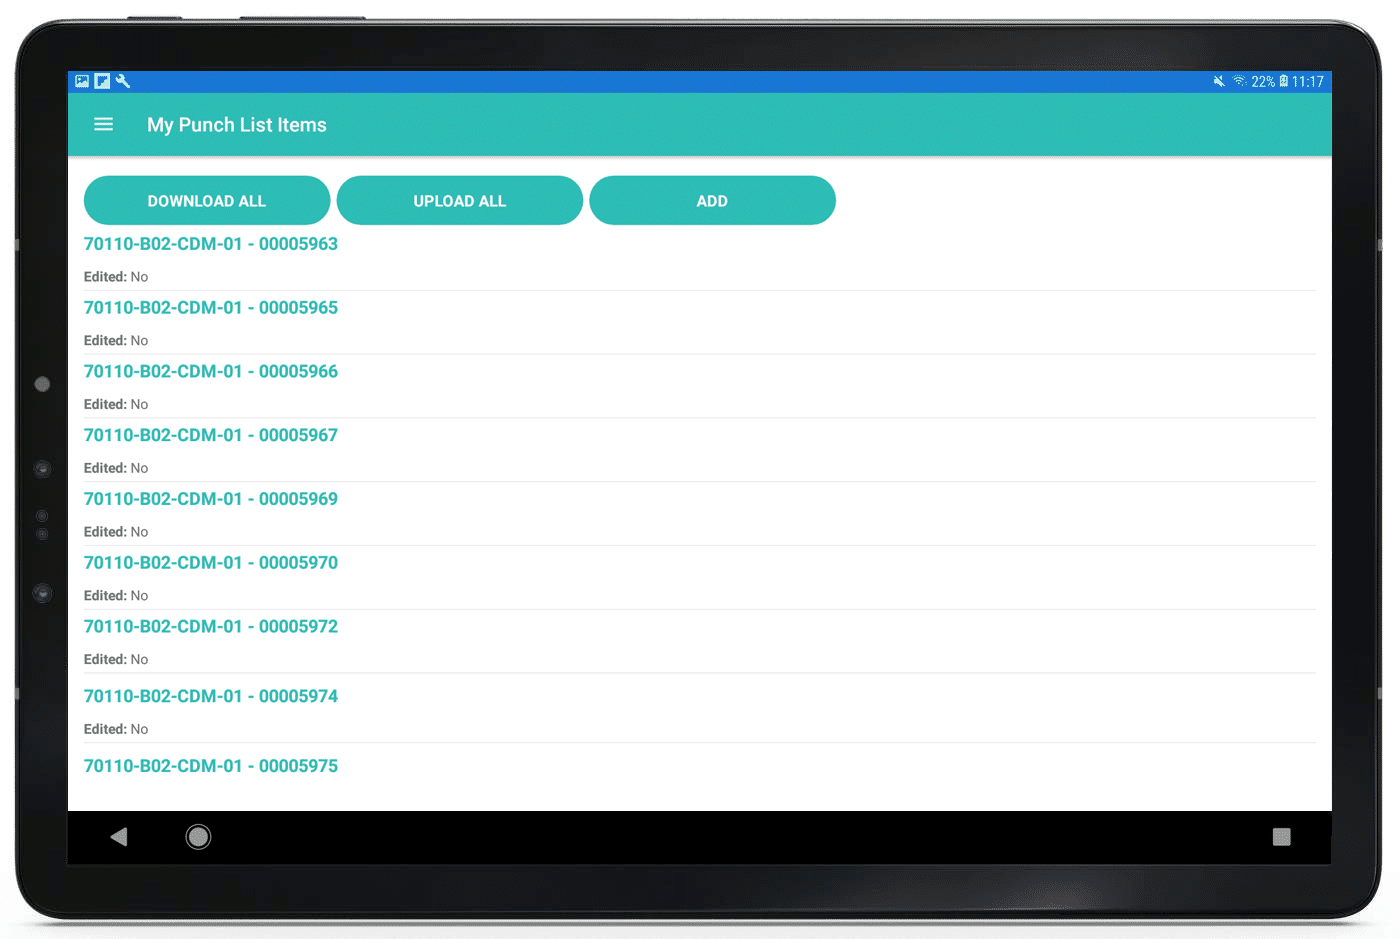 22% 11:17
My Punch List Items
DOWNLOAD ALL UPLOAD ALL ADD
70110-B02-CDM-01 - 00005963
Edited: No
70110-B02-CDM-01 - 00005965
Edited: No
70110-B02-CDM-01 - 00005966
Edited: No
70110-B02-CDM-01 - 00005967
Edited: No
70110-B02-CDM-01 - 00005969
Edited: No
70110-B02-CDM-01 - 00005970
Edited: No
70110-B02-CDM-01 - 00005972
Edited: No
70110-B02-CDM-01 - 00005974
Edited: No
70110-B02-CDM-01 - 00005975